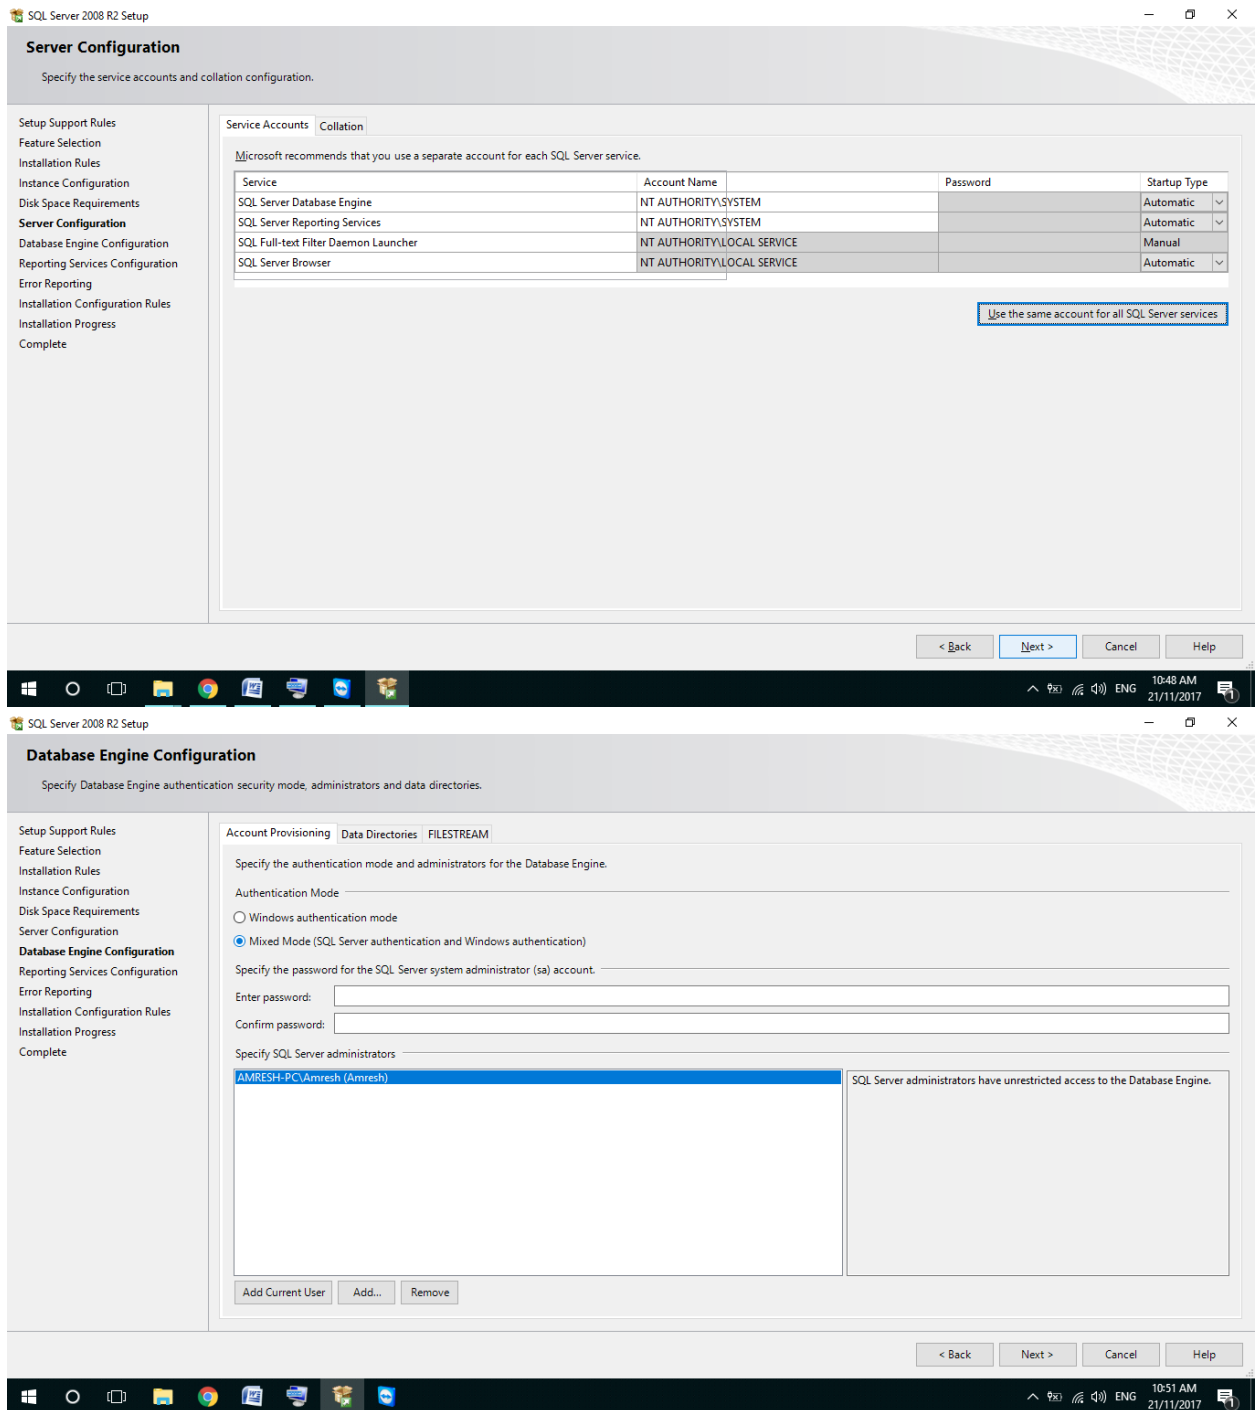 SQL Server 2008 R2 Setup
Server Configuration
Specify the service accounts and collation configuration.
Setup Support Rules
Feature Selection
Installation Rules
Instance Configuration
Disk Space Requirements
Server Configuration
Database Engine Configuration
Reporting Services Configuration
Error Reporting
Installation Configuration Rules
Installation Progress
Complete
Service Accounts Collation
Microsoft recommends that you use a separate account for each SQL Server service.
Service Account Name Password Startup Type
SQL Server Database Engine NT AUTHORITY\SYSTEM Automatic
SQL Server Reporting Services NT AUTHORITY\SYSTEM Automatic
SQL Full-text Filter Daemon Launcher NT AUTHORITY\LOCAL SERVICE Manual
SQL Server Browser NT AUTHORITY\LOCAL SERVICE Automatic
Use the same account for all SQL Server services
< Back Next > Cancel Help
ENG 10:48 AM
21/11/2017
1
SQL Server 2008 R2 Setup
Database Engine Configuration
Specify Database Engine authentication security mode, administrators and data directories.
Setup Support Rules
Feature Selection
Installation Rules
Instance Configuration
Disk Space Requirements
Server Configuration
Database Engine Configuration
Reporting Services Configuration
Error Reporting
Installation Configuration Rules
Installation Progress
Complete
Account Provisioning Data Directories FILESTREAM
Specify the authentication mode and administrators for the Database Engine.
Authentication Mode
Windows authentication mode
Mixed Mode (SQL Server authentication and Windows authentication)
Specify the password for the SQL Server system administrator (sa) account.
Enter password:
Confirm password:
Specify SQL Server administrators
AMRESH-PC\Amresh (Amresh)
SQL Server administrators have unrestricted access to the Database Engine.
Add Current User Add... Remove
< Back Next > Cancel Help
ENG 10:51 AM
21/11/2017
1